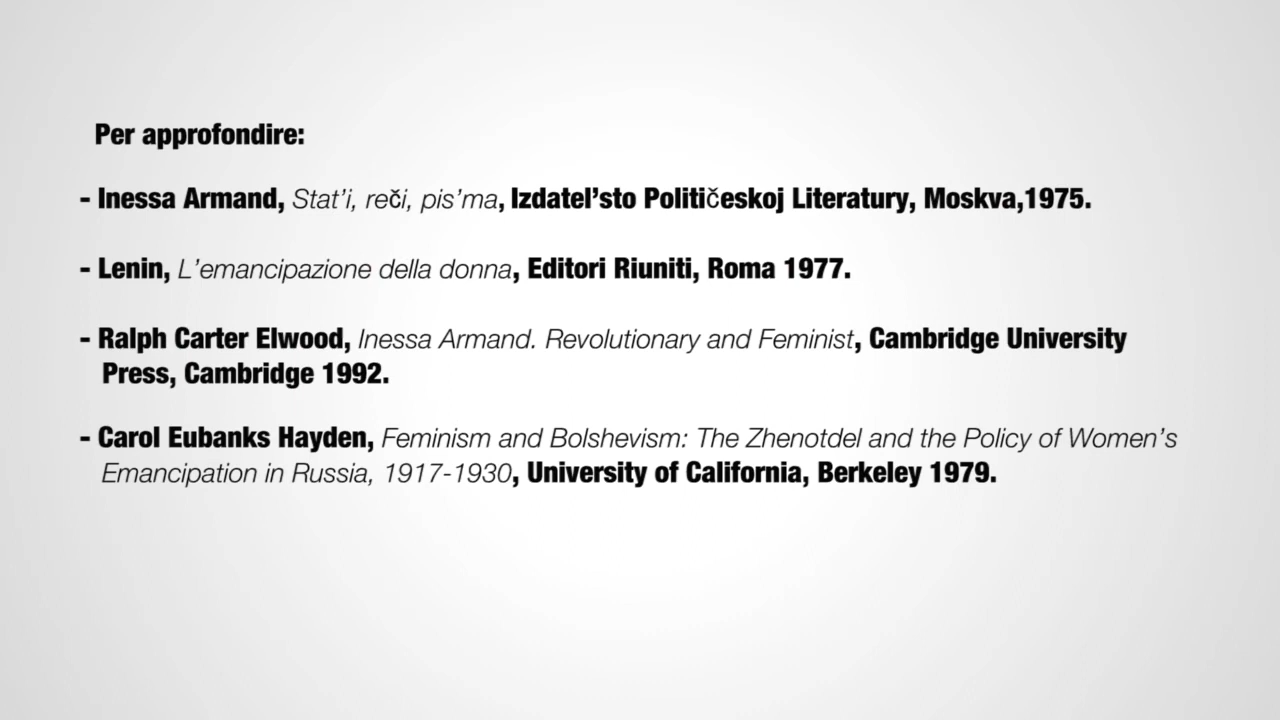 Per approfondire:
- Inessa Armand, Stat’i, reči, pis’ma, Izdatel’sto Političeskoj Literatury, Moskva,1975.
- Lenin, L’emancipazione della donna, Editori Riuniti, Roma 1977.
- Ralph Carter Elwood, Inessa Armand. Revolutionary and Feminist, Cambridge University
Press, Cambridge 1992.
- Carol Eubanks Hayden, Feminism and Bolshevism: The Zhenotdel and the Policy of Women’s
Emancipation in Russia, 1917-1930, University of California, Berkeley 1979.